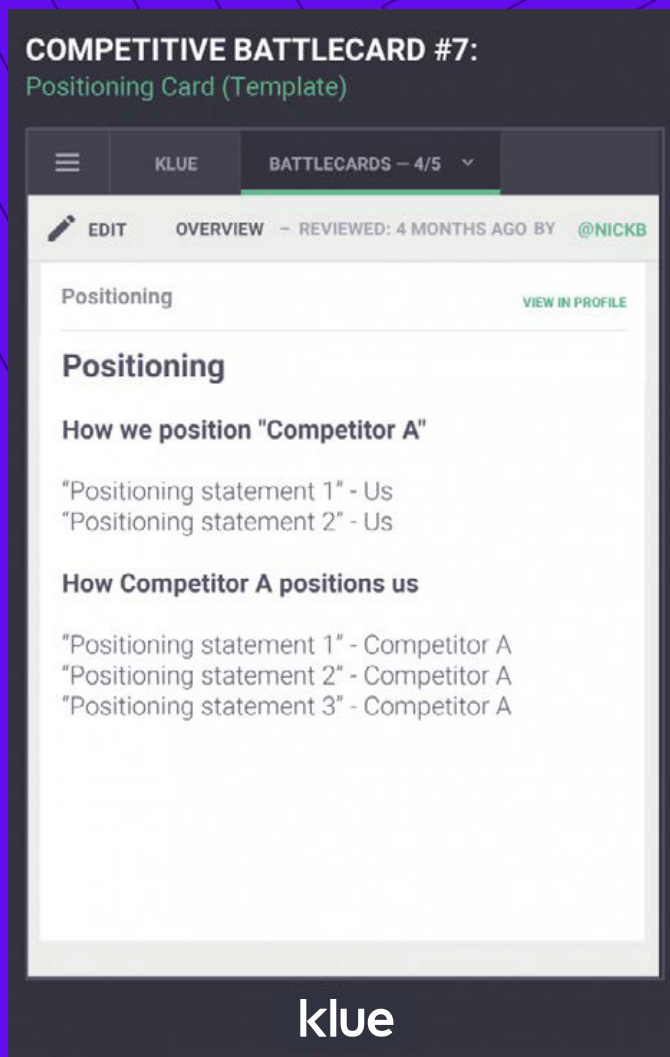 COMPETITIVE BATTLECARD #7:
Positioning Card (Template)
KLUE BATTLECARDS – 4/5
EDIT OVERVIEW – REVIEWED: 4 MONTHS AGO BY @NICKB
Positioning VIEW IN PROFILE
Positioning
How we position "Competitor A"
“Positioning statement 1” - Us
“Positioning statement 2” - Us
How Competitor A positions us
“Positioning statement 1” - Competitor A
“Positioning statement 2” - Competitor A
“Positioning statement 3” - Competitor A
klue